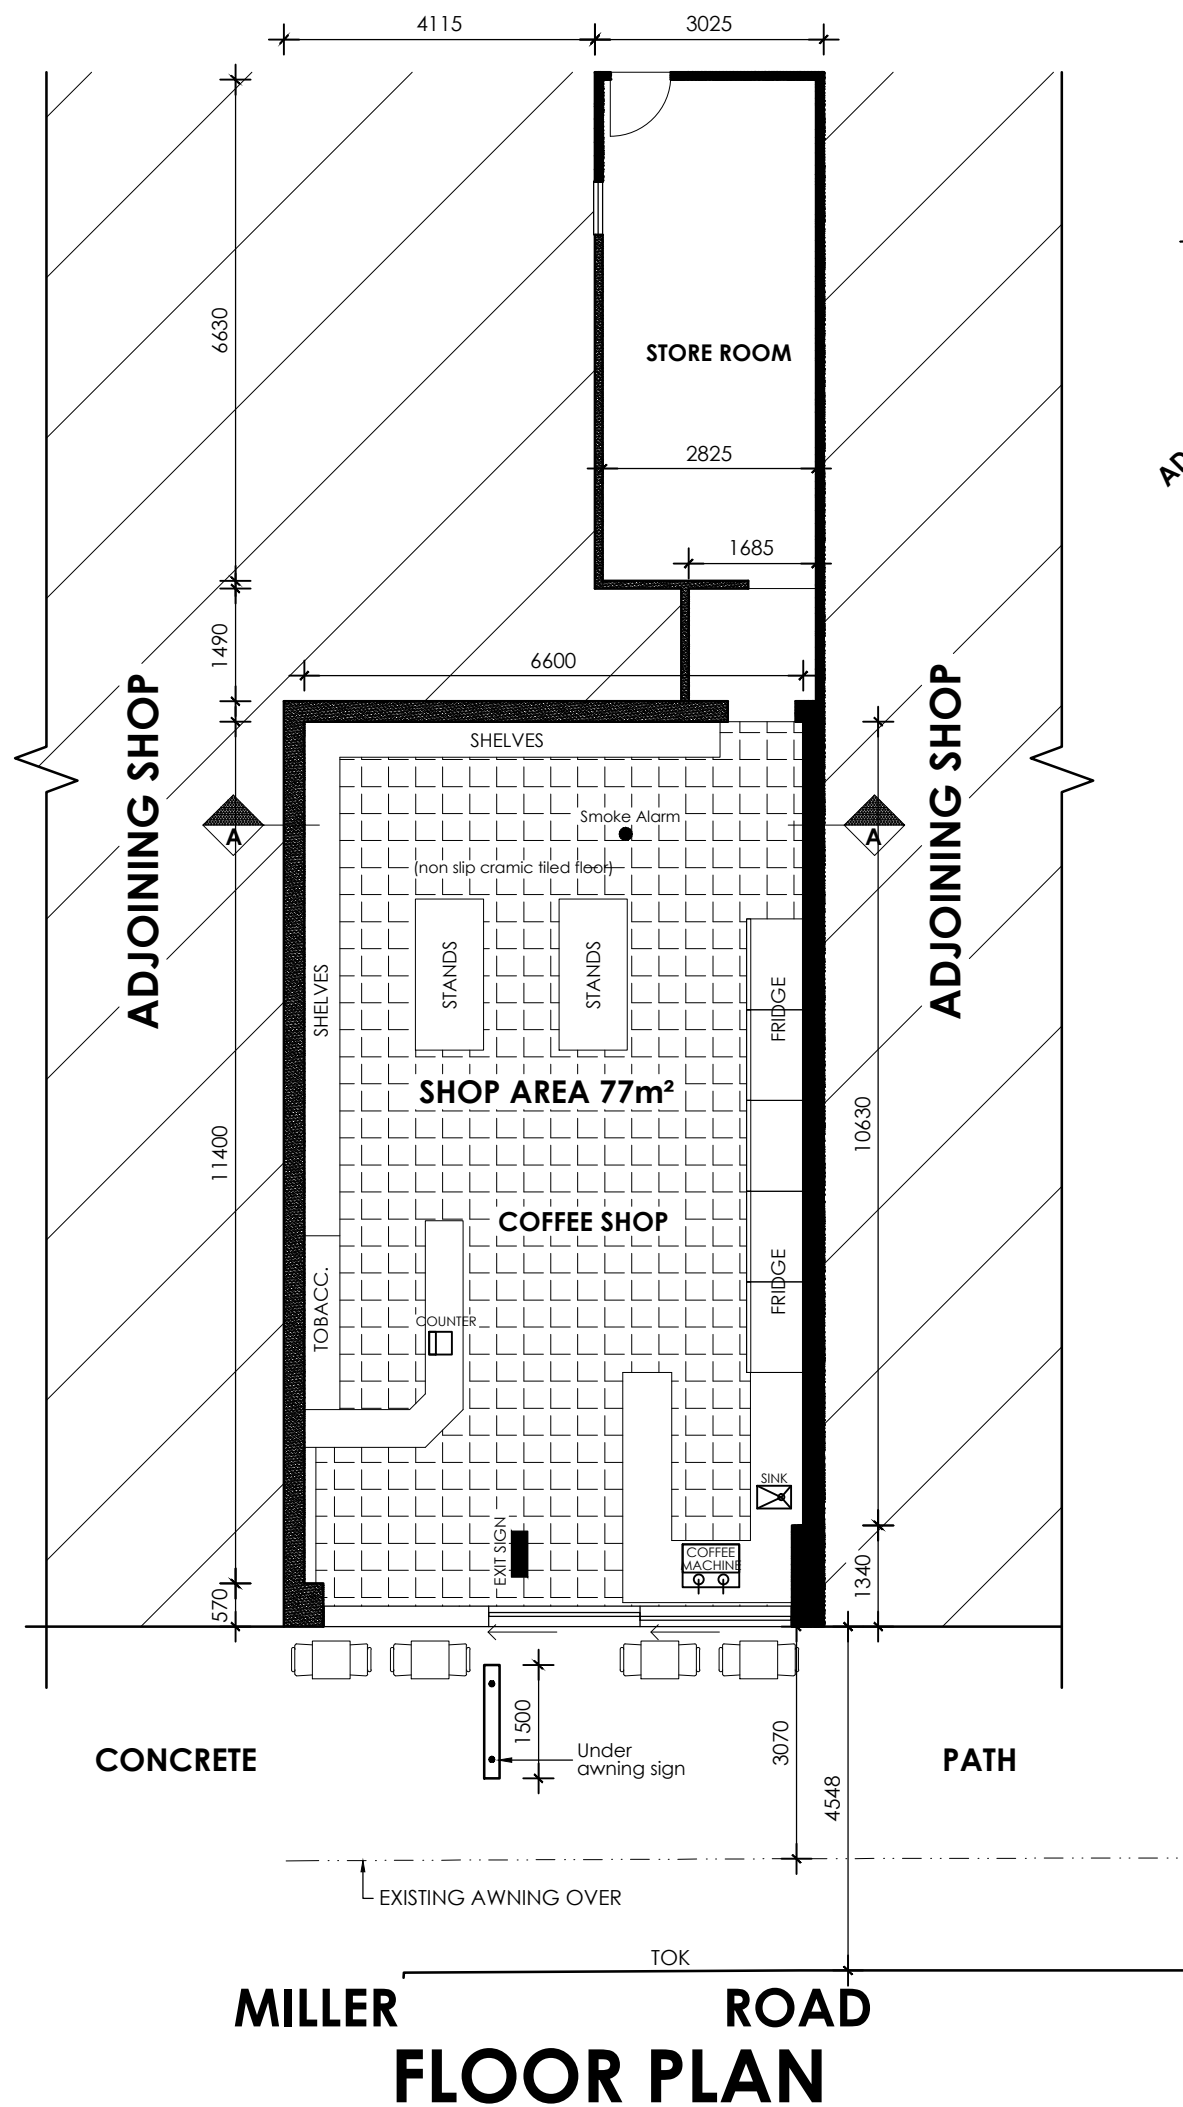 4115
3025
6630
STORE ROOM
2825
1685
1490
6600
ADJOINING SHOP
ADJOINING SHOP
SHELVES
A
A
Smoke Alarm
(non slip cramic tiled floor)
SHELVES
STANDS
STANDS
FRIDGE
SHOP AREA 77m²
11400
10630
COFFEE SHOP
TOBACC.
COUNTER
FRIDGE
SINK
EXIT SIGN
COFFEE
MACHINE
570
1340
1500
3070
CONCRETE
Under
awning sign
PATH
4548
EXISTING AWNING OVER
TOK
MILLER ROAD
FLOOR PLAN
AD